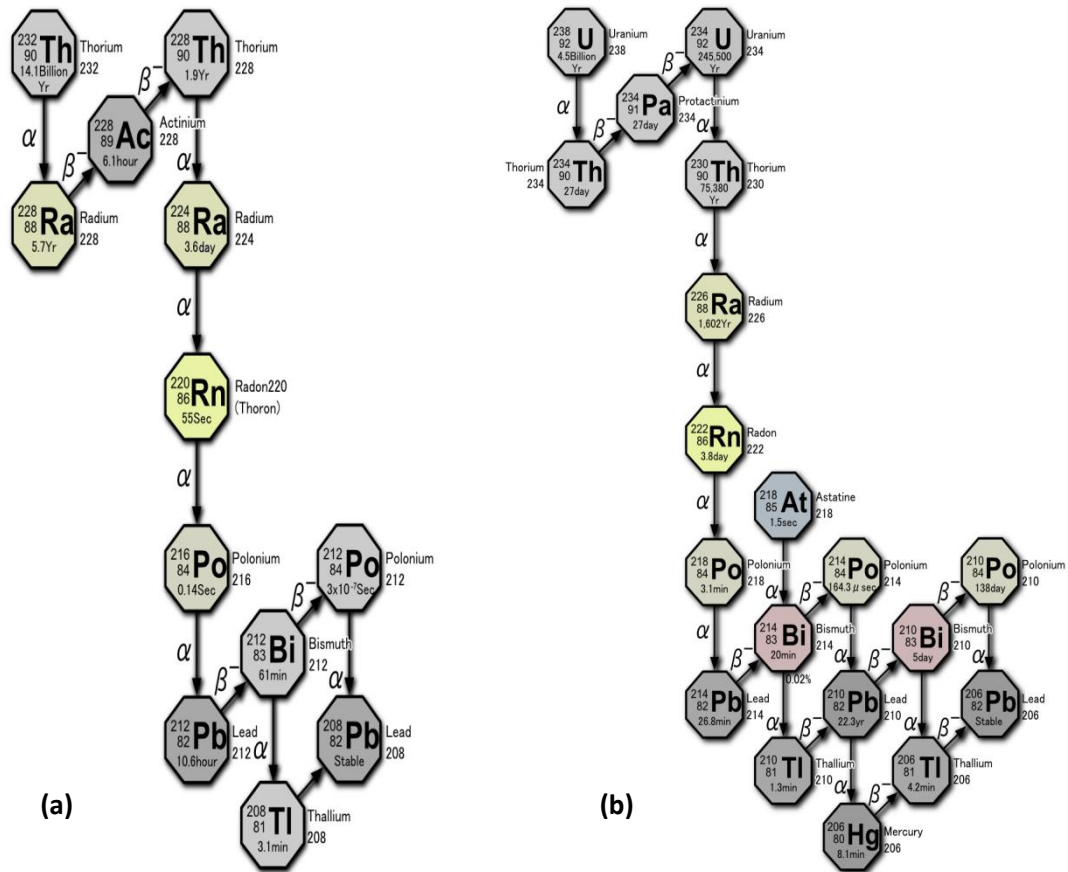 232
90 Th
14.1Billion
Yr
Thorium
232
228
90 Th
1.9Yr
Thorium
228
α
β⁻
228
89 Ac
6.1hour
Actinium
228
β⁻
α
228
88 Ra
5.7Yr
Radium
228
224
88 Ra
3.6day
Radium
224
α
220
86 Rn
55Sec
Radon220
(Thoron)
α
216
84 Po
0.14Sec
Polonium
216
212
84 Po
3x10⁻⁷Sec
Polonium
212
α
β⁻
212
83 Bi
61min
Bismuth
212
β⁻
α
212
82 Pb
10.6hour
Lead
212
α
208
82 Pb
Stable
Lead
208
208
81 Tl
3.1min
Thallium
208
(a)
238
92 U
4.5Billion
Yr
Uranium
238
234
92 U
245,500
Yr
Uranium
234
α
β⁻
234
91 Pa
27day
Protactinium
234
β⁻
α
Thorium
234
234
90 Th
27day
230
90 Th
75,380
Yr
Thorium
230
α
226
88 Ra
1,602Yr
Radium
226
α
222
86 Rn
3.8day
Radon
222
α
218
85 At
1.5sec
Astatine
218
218
84 Po
3.1min
Polonium
218
α
214
84 Po
164.3μsec
Polonium
214
210
84 Po
138day
Polonium
210
α
β⁻
214
83 Bi
20min
Bismuth
214
0.02%
β⁻
α
β⁻
210
83 Bi
5day
Bismuth
210
β⁻
α
214
82 Pb
26.8min
Lead
214
α
210
82 Pb
22.3yr
Lead
210
α
206
82 Pb
Stable
Lead
206
210
81 Tl
1.3min
Thallium
210
β⁻
α
206
81 Tl
4.2min
Thallium
206
β⁻
206
80 Hg
8.1min
Mercury
206
β⁻
(b)